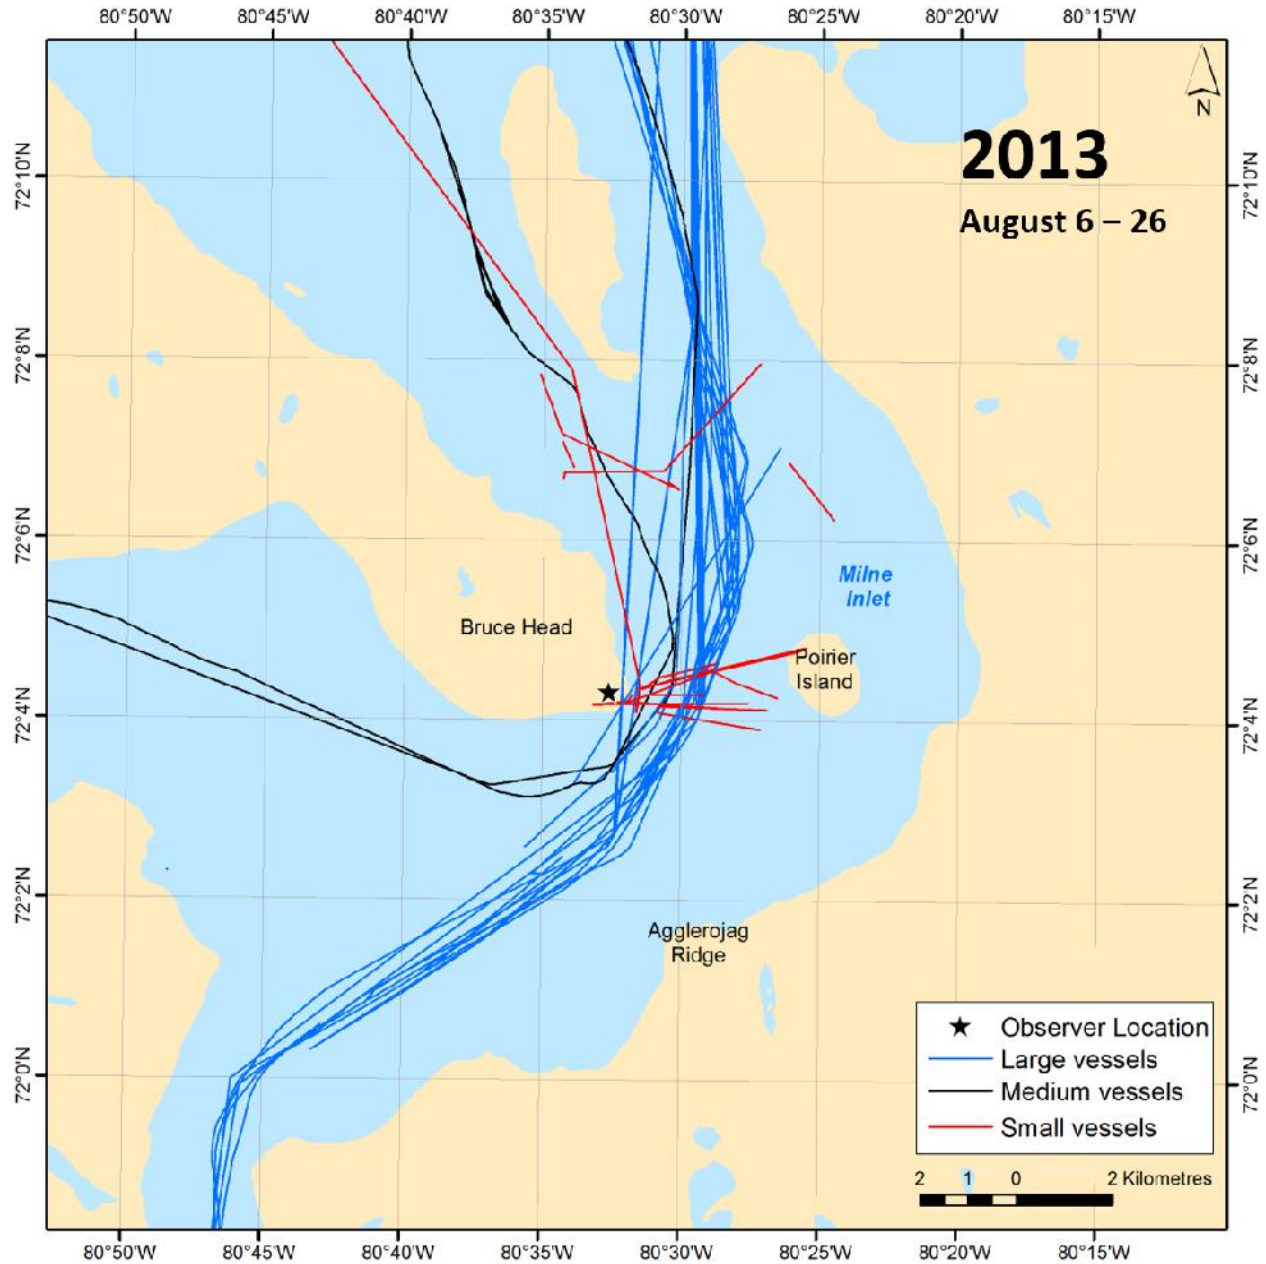 80°50'W 80°45'W 80°40'W 80°35'W 80°30'W 80°25'W 80°20'W 80°15'W
N
2013
August 6 – 26
72°10'N 72°10'N
72°8'N 72°8'N
72°6'N 72°6'N
Milne
Inlet
Bruce Head
Poirier
Island
72°4'N 72°4'N
72°2'N 72°2'N
Agglerojag
Ridge
Observer Location
Large vessels
Medium vessels
Small vessels
72°0'N 72°0'N
2 1 0 2 Kilometres
80°50'W 80°45'W 80°40'W 80°35'W 80°30'W 80°25'W 80°20'W 80°15'W